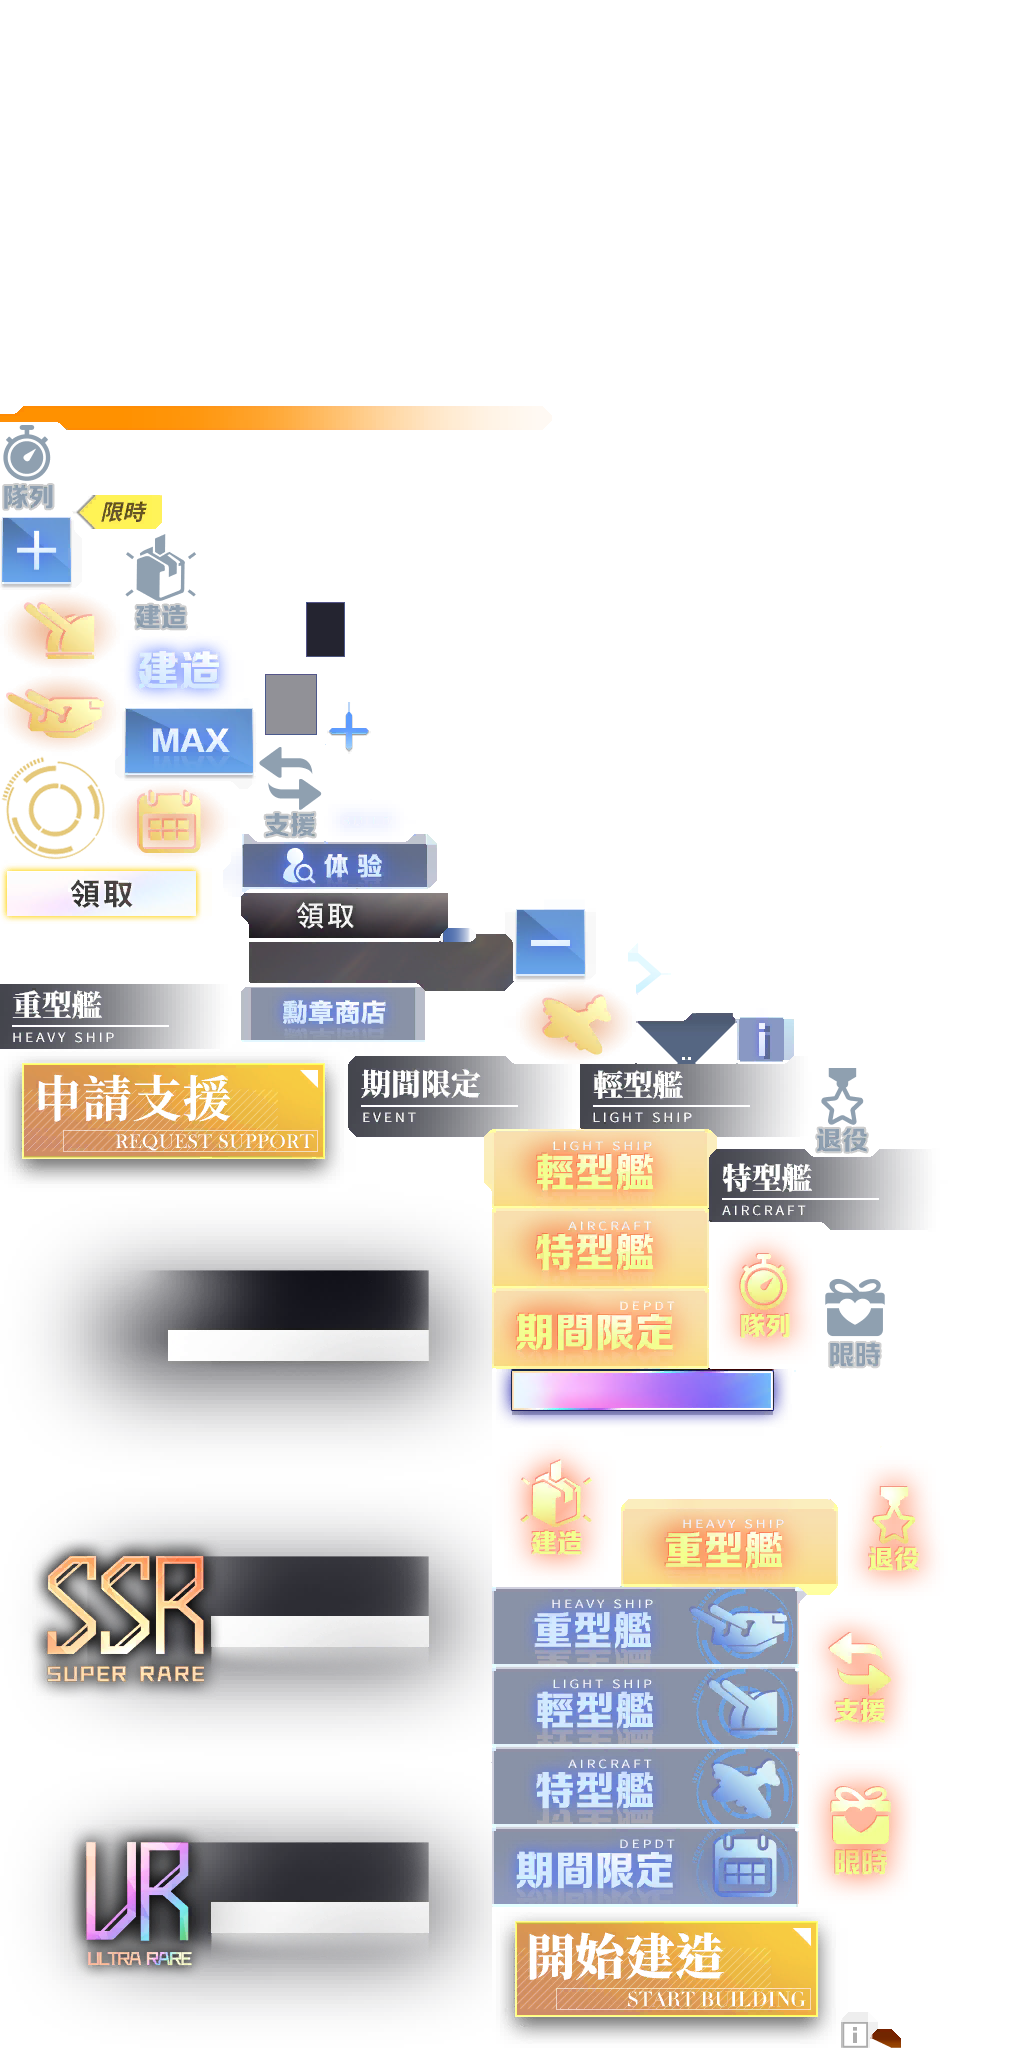 隊列
限時
建造
建造
MAX
支援
体 验
領取
領取
重型艦
HEAVY SHIP
勳章商店
申請支援
REQUEST SUPPORT
期間限定
EVENT
輕型艦
LIGHT SHIP
退役
LIGHT SHIP
輕型艦
特型艦
AIRCRAFT
AIRCRAFT
特型艦
DEPDT
期間限定
隊列
限時
建造
HEAVY SHIP
重型艦
退役
SSR
SUPER RARE
HEAVY SHIP
重型艦
LIGHT SHIP
輕型艦
支援
AIRCRAFT
特型艦
DEPDT
期間限定
限時
UR
ULTRA RARE
開始建造
START BUILDING